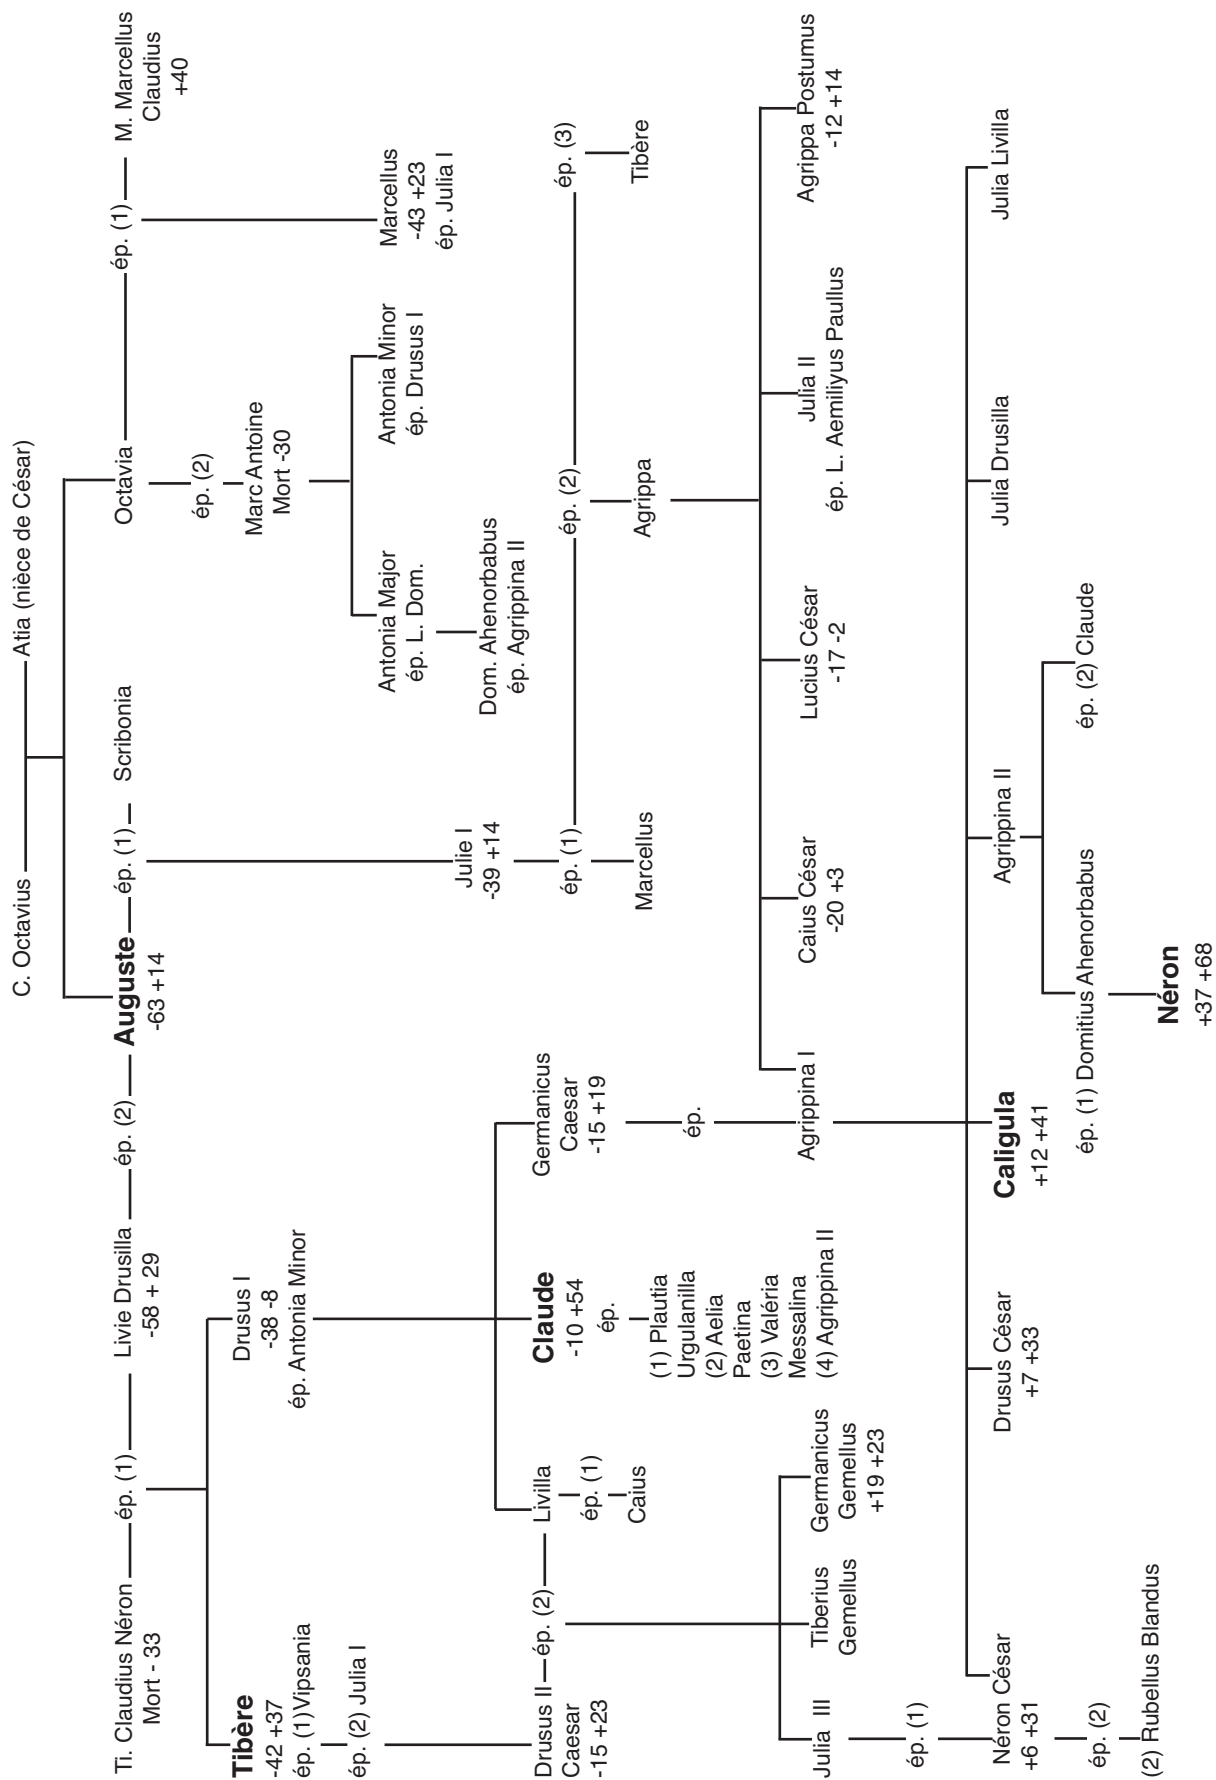 C. Octavius
Atia (nièce de César)
Ti. Claudius Néron
Mort - 33
ép. (1)
Livie Drusilla
-58 + 29
ép. (2)
Auguste
-63 +14
ép. (1)
Scribonia
Octavia
ép. (1)
M. Marcellus
Claudius
+40
ép. (2)
Marc Antoine
Mort -30
Tibère
-42 +37
ép. (1)Vipsania
ép. (2) Julia I
Drusus I
-38 -8
ép. Antonia Minor
Antonia Major
ép. L. Dom.
Antonia Minor
ép. Drusus I
Marcellus
-43 +23
ép. Julia I
Dom. Ahenorbabus
ép. Agrippina II
Julie I
-39 +14
ép. (1)
ép. (2)
ép. (3)
Marcellus
Agrippa
Tibère
Drusus II
Caesar
-15 +23
ép. (2)
Livilla
ép. (1)
Caius
Claude
-10 +54
ép.
(1) Plautia
Urgulanilla
(2) Aelia
Paetina
(3) Valéria
Messalina
(4) Agrippina II
Germanicus
Caesar
-15 +19
ép.
Agrippina I
Caius César
-20 +3
Lucius César
-17 -2
Julia II
ép. L. Aemiliyus Paullus
Agrippa Postumus
-12 +14
Julia III
ép. (1)
Tiberius
Gemellus
Germanicus
Gemellus
+19 +23
Néron César
+6 +31
ép. (2)
(2) Rubellus Blandus
Drusus César
+7 +33
Caligula
+12 +41
Agrippina II
Julia Drusilla
Julia Livilla
ép. (1) Domitius Ahenorbabus
ép. (2) Claude
Néron
+37 +68